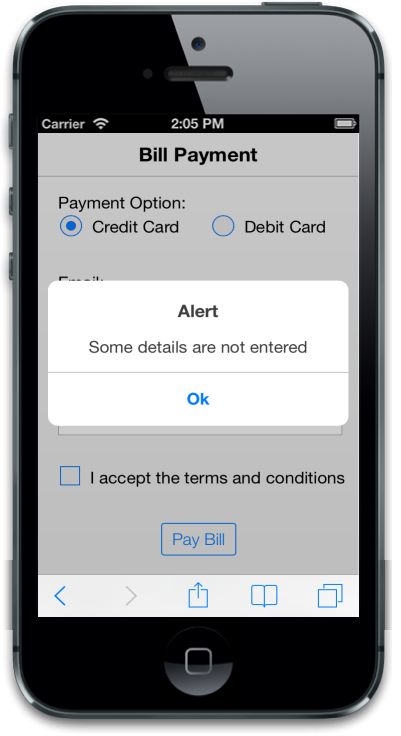 Carrier 2:05 PM
Bill Payment
Payment Option:
Credit Card Debit Card
Email:
Alert
Some details are not entered
Ok
I accept the terms and conditions
Pay Bill